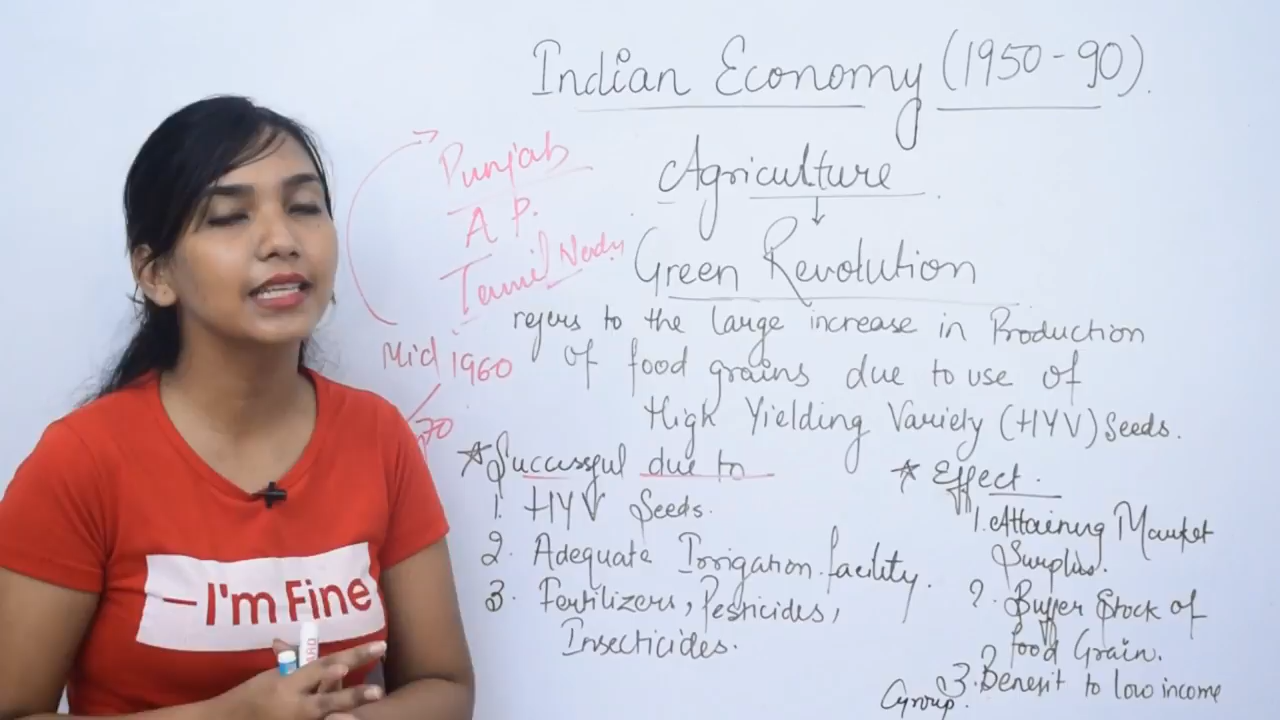 Indian Economy (1950-90).
Agriculture
Green Revolution
refers to the large increase in Production
of food grains due to use of
High Yielding Variety (HYV) Seeds.
Punjab
A P.
Tamil Nadu
Mid 1960
70
* Successful due to
1. HYV Seeds.
2. Adequate Irrigation facility.
3. Fertilizers, Pesticides,
Insecticides.
* Effect.
1. Attaining Market
Surplus.
2. Buffer Stock of
food Grain.
3. Benefit to low income
Group.
I'm Fine